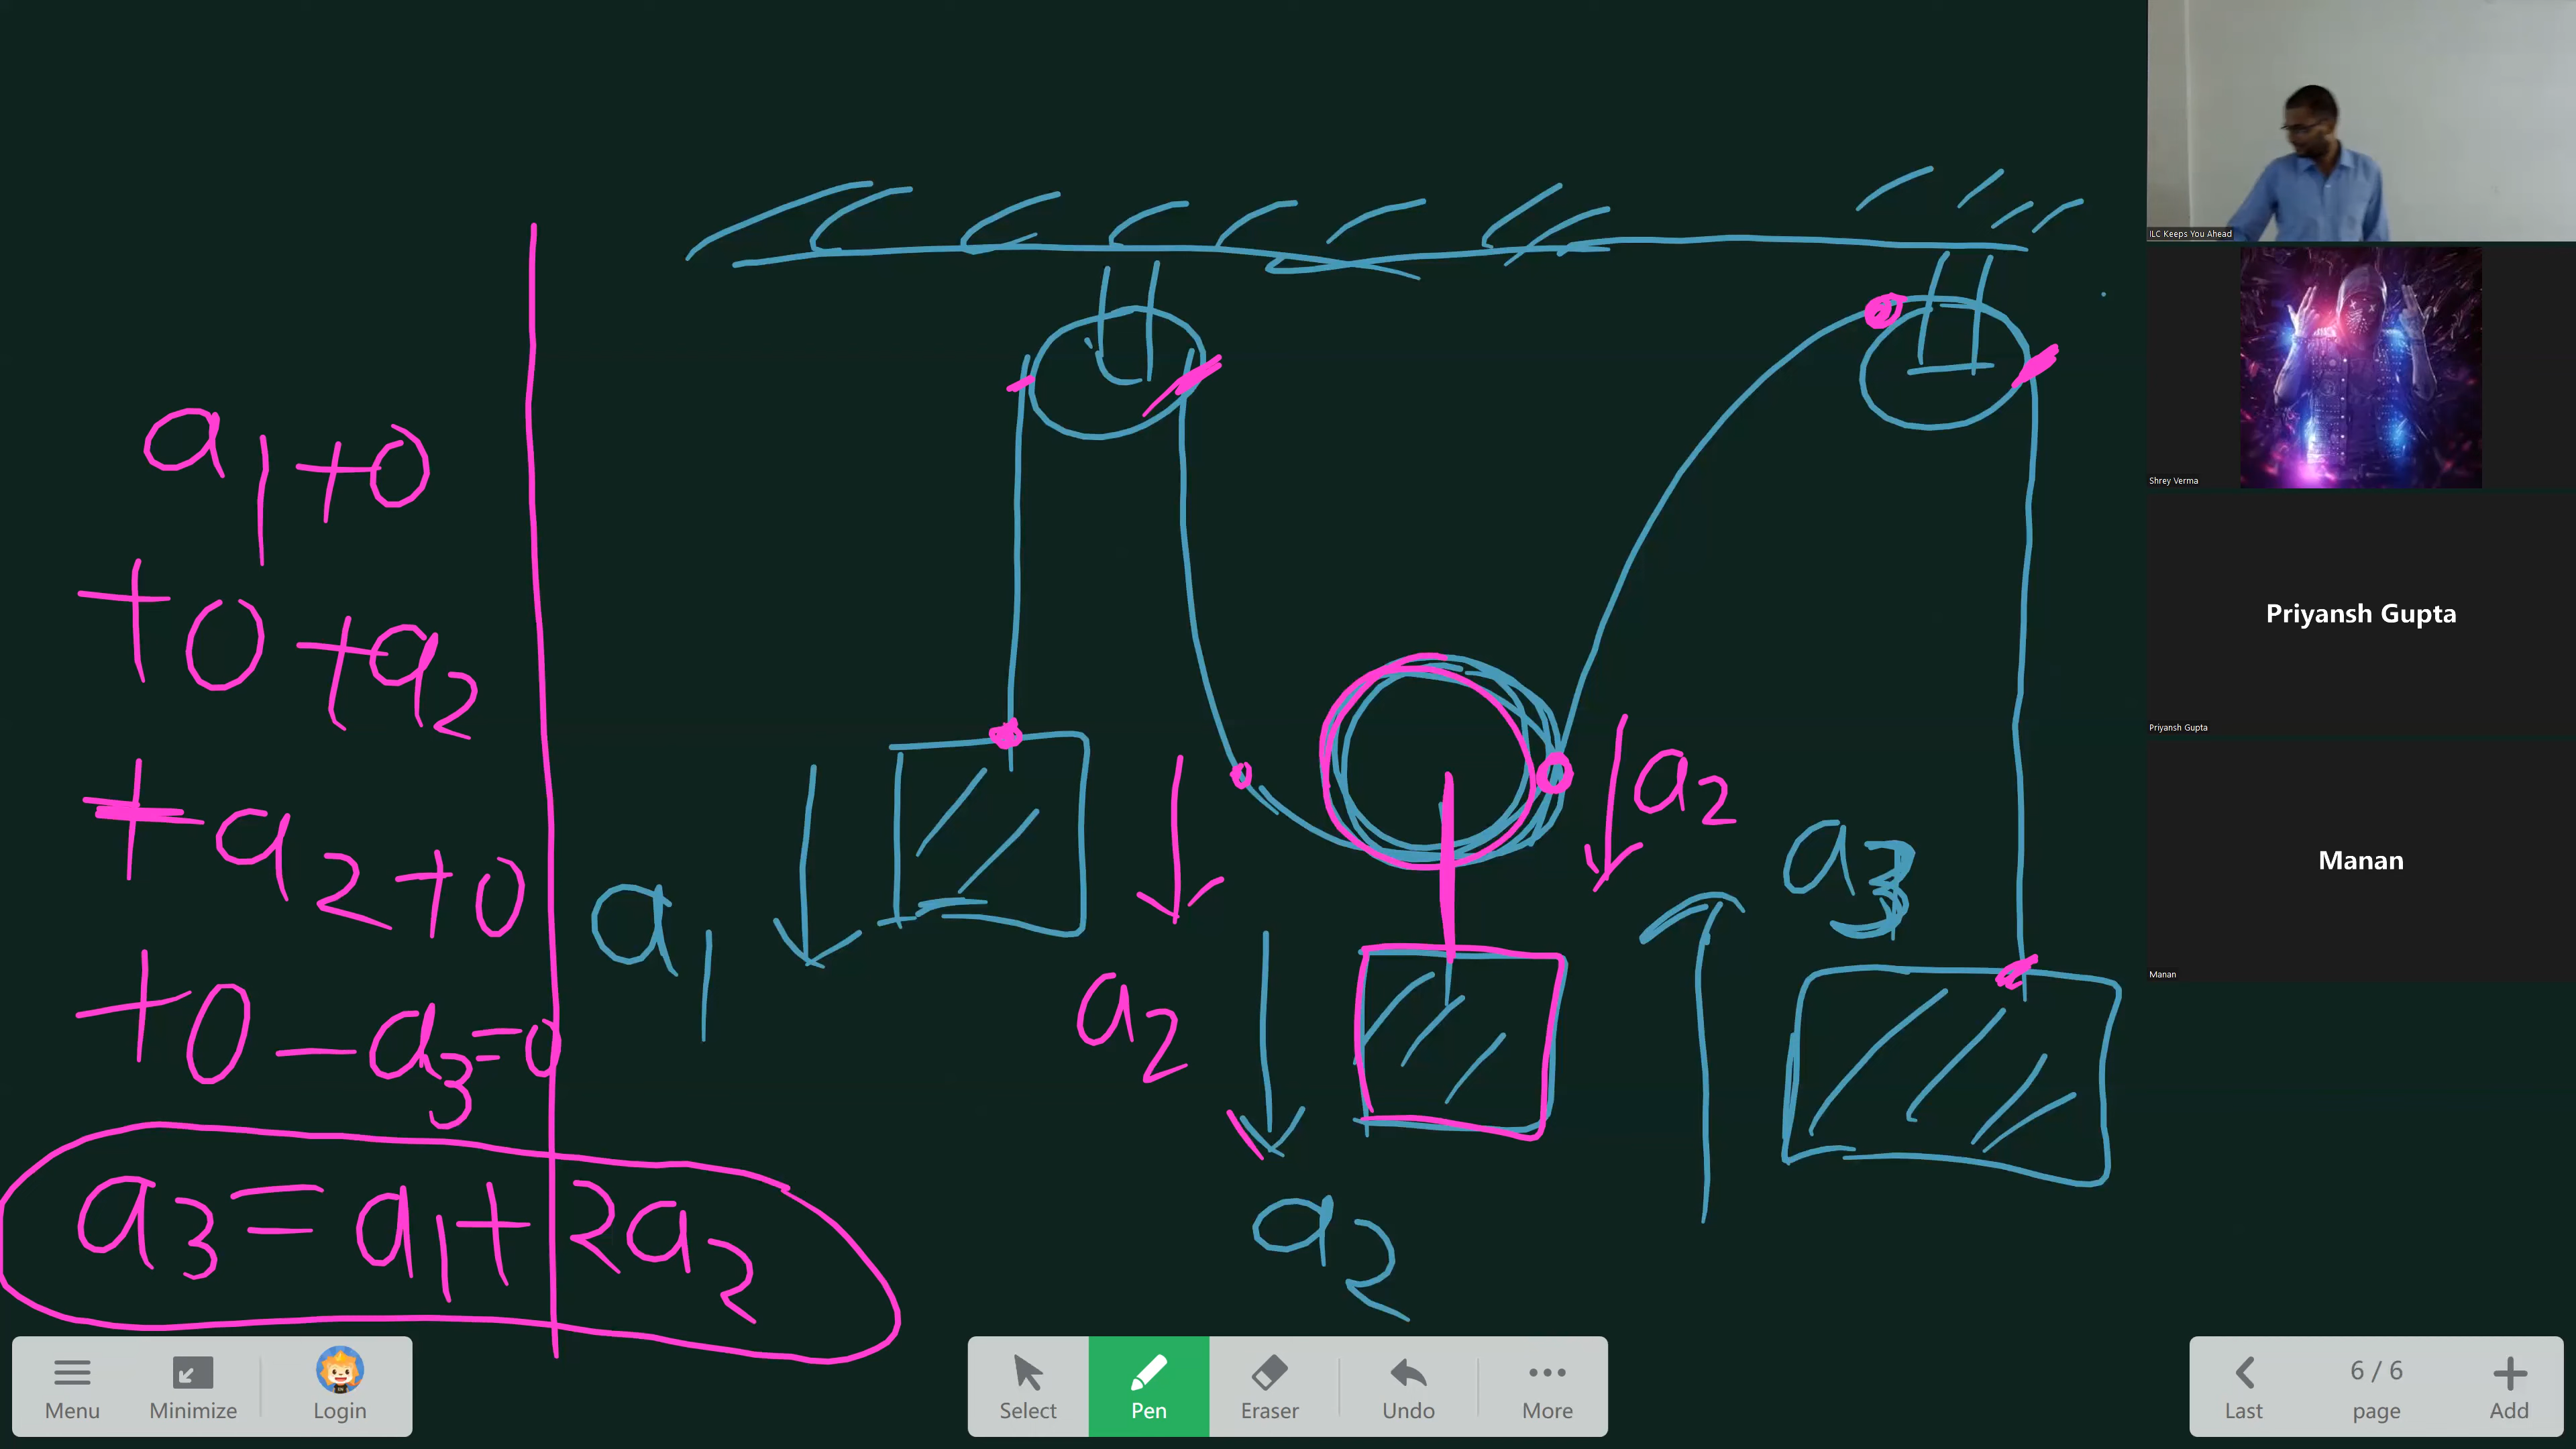 a1+0
+0+a2
+a2+0
+0-a3=0
a3=a1+2a2
a1
a2
a2
a2
a3
ILC Keeps You Ahead
Shrey Verma
Priyansh Gupta
Priyansh Gupta
Manan
Manan
Menu
Minimize
Login
Select
Pen
Eraser
Undo
More
Last
6 / 6
page
Add